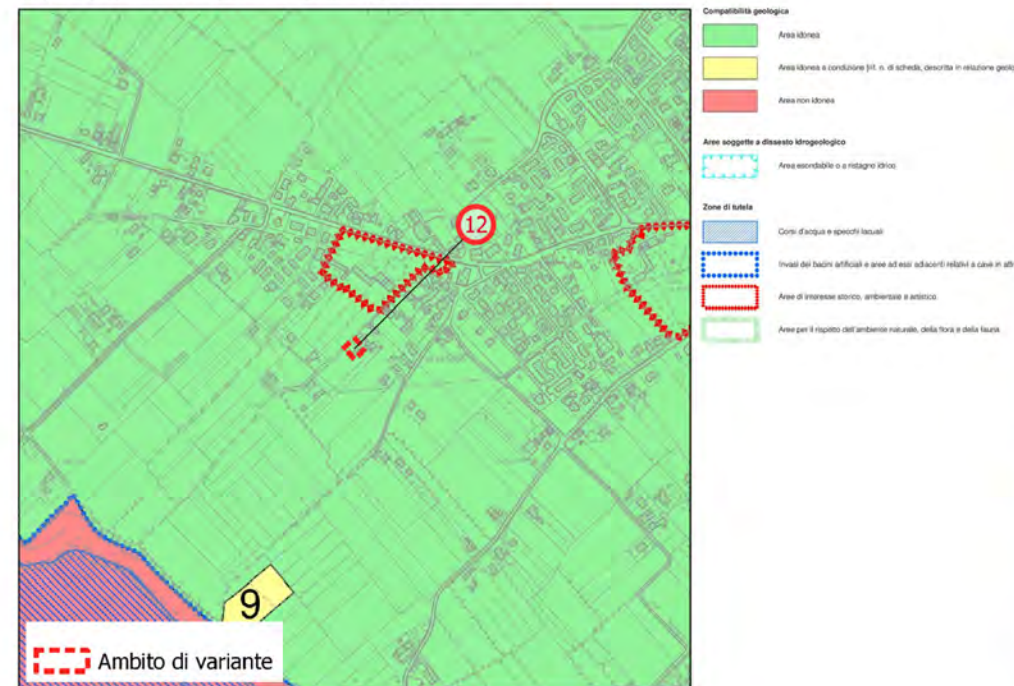 Compatibilità geologica
Area idonea
Area idonea a condizione (rif. n. di scheda, descritta in relazione geolo
Area non idonea
Aree soggette a dissesto idrogeologico
Area esondabile o a ristagno idrico
Zone di tutela
Corsi d'acqua e specchi lacuali
Invasi dei bacini artificiali e aree ad essi adiacenti relativi a cave in atti
Aree di interesse storico, ambientale e artistico
Aree per il rispetto dell'ambiente naturale, della flora e della fauna
12
9
Ambito di variante